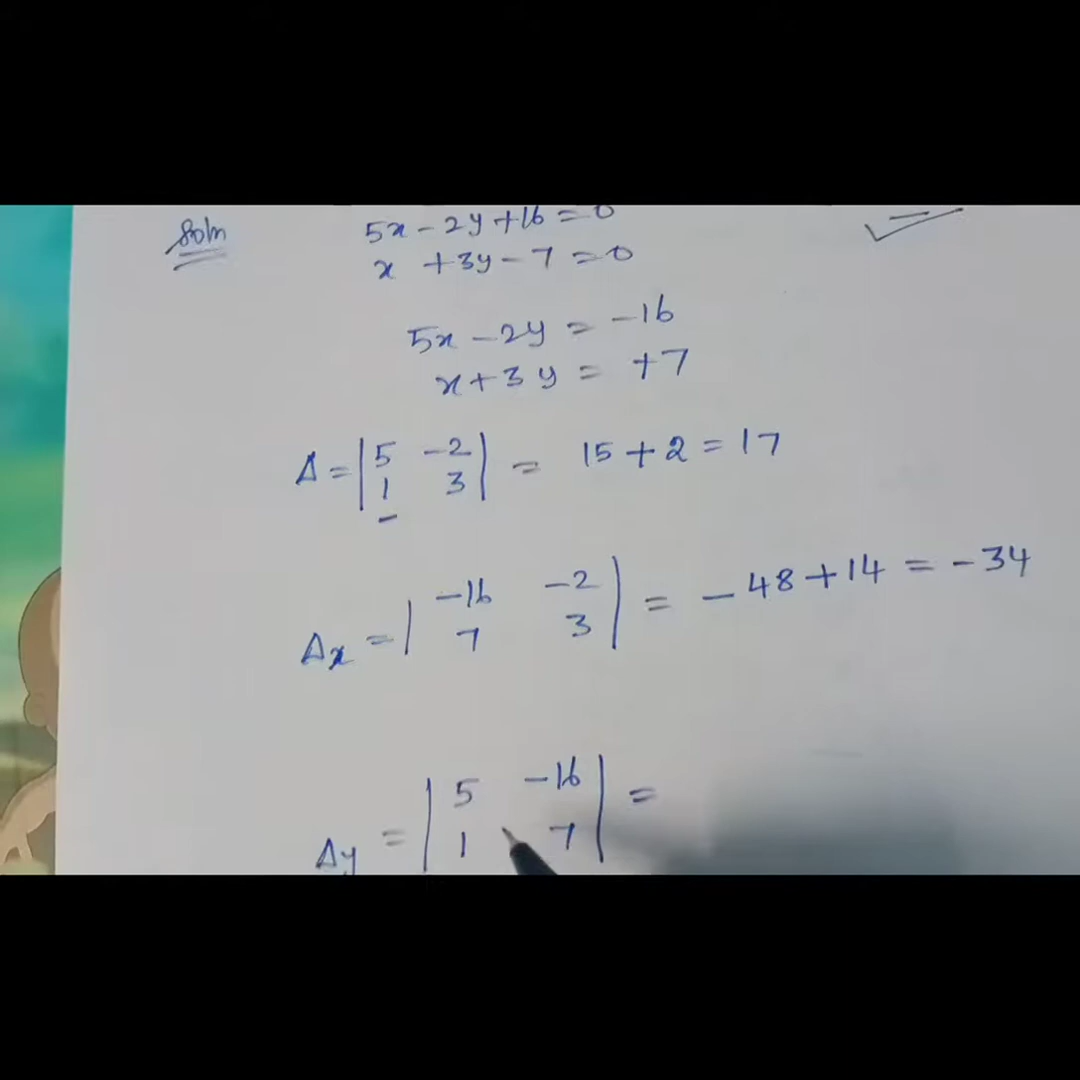 Soln
5x - 2y + 16 = 0
x + 3y - 7 = 0
5x - 2y = -16
x + 3y = +7
Δ = | 5 -2 | = 15 + 2 = 17
| 1 3 |
Δx = | -16 -2 | = -48 + 14 = -34
| 7 3 |
Δy = | 5 -16 | =
| 1 7 |